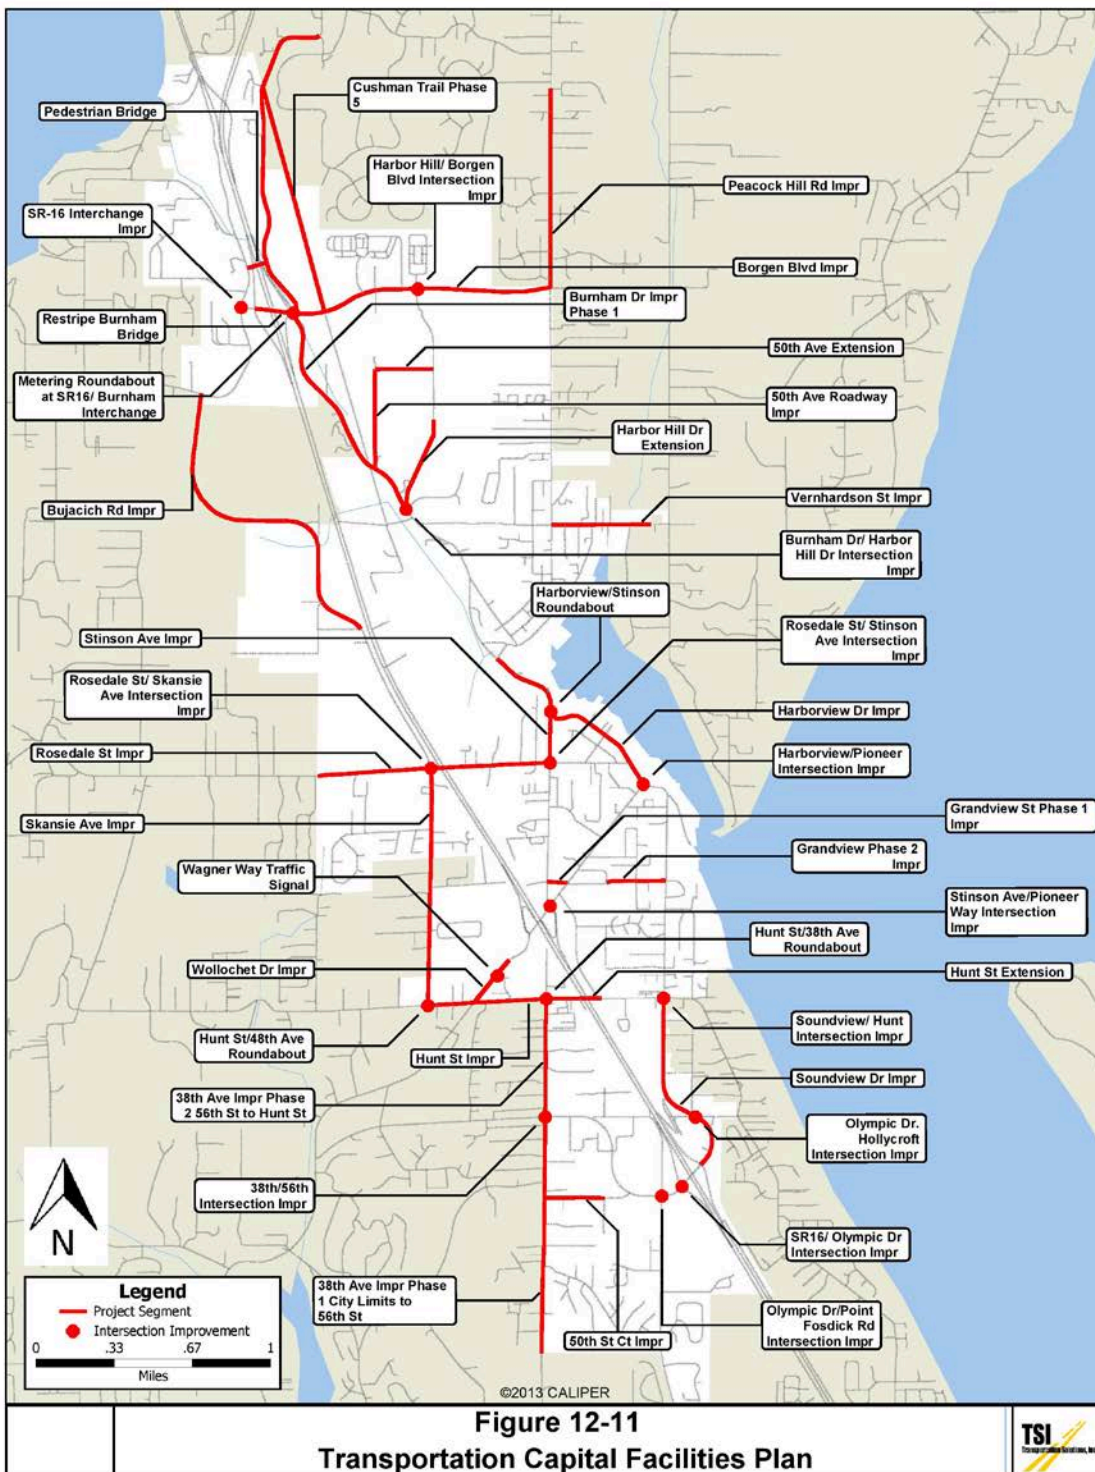 Cushman Trail Phase
5
Pedestrian Bridge
Harbor Hill/ Borgen
Blvd Intersection
Impr
Peacock Hill Rd Impr
SR-16 Interchange
Impr
Borgen Blvd Impr
Burnham Dr Impr
Phase 1
Restripe Burnham
Bridge
50th Ave Extension
Metering Roundabout
at SR16/ Burnham
Interchange
50th Ave Roadway
Impr
Harbor Hill Dr
Extension
Vernhardson St Impr
Bujacich Rd Impr
Burnham Dr/ Harbor
Hill Dr Intersection
Impr
Harborview/Stinson
Roundabout
Rosedale St/ Stinson
Ave Intersection
Impr
Stinson Ave Impr
Rosedale St/ Skansie
Ave Intersection
Impr
Harborview Dr Impr
Rosedale St Impr
Harborview/Pioneer
Intersection Impr
Grandview St Phase 1
Impr
Skansie Ave Impr
Grandview Phase 2
Impr
Wagner Way Traffic
Signal
Stinson Ave/Pioneer
Way Intersection
Impr
Hunt St/38th Ave
Roundabout
Wollochet Dr Impr
Hunt St Extension
Soundview/ Hunt
Intersection Impr
Hunt St/48th Ave
Roundabout
Hunt St Impr
Soundview Dr Impr
38th Ave Impr Phase
2 56th St to Hunt St
Olympic Dr.
Hollycroft
Intersection Impr
38th/56th
Intersection Impr
SR16/ Olympic Dr
Intersection Impr
N
38th Ave Impr Phase
1 City Limits to
56th St
50th St Ct Impr
Olympic Dr/Point
Fosdick Rd
Intersection Impr
Legend
Project Segment
Intersection Improvement
0 .33 .67 1
Miles
©2013 CALIPER
Figure 12-11
Transportation Capital Facilities Plan
TSI
Transportation Solutions, Inc